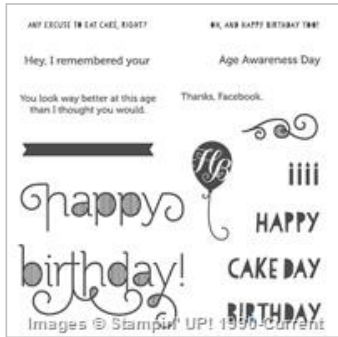 ANY EXCUSE TO EAT CAKE, RIGHT?
OH, AND HAPPY BIRTHDAY TOO!
Hey, I remembered your
Age Awareness Day
You look way better at this age
than I thought you would.
Thanks, Facebook.
HB
happy
birthday!
HAPPY
CAKE DAY
BIRTHDAY
Images © Stampin' UP! 1990-Current